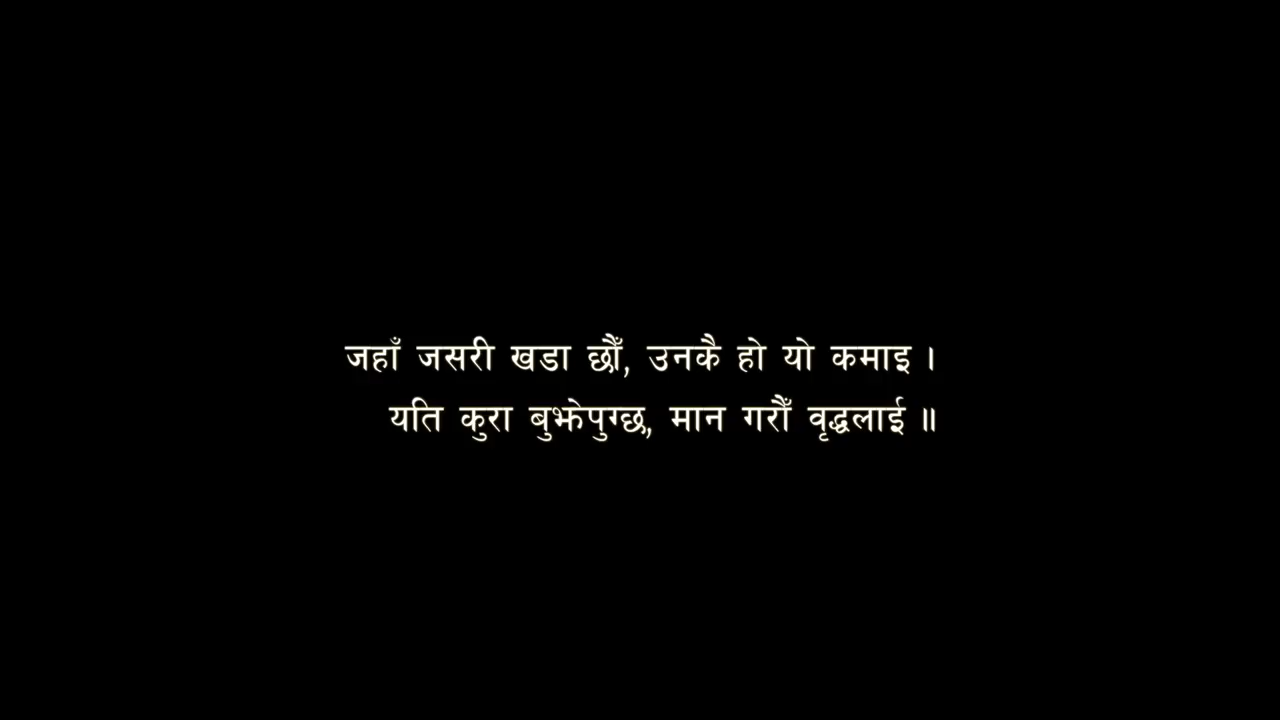 जहाँ जसरी खडा छौँ, उनकै हो यो कमाइ ।
यति कुरा बुझेपुग्छ, मान गरौँ वृद्धलाई ॥